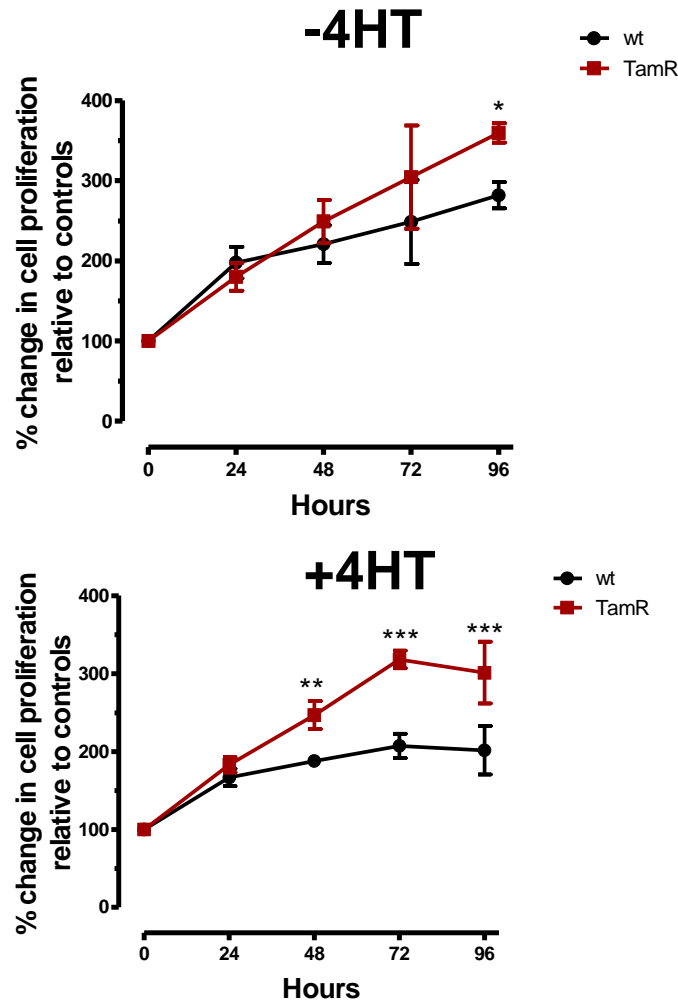 -4HT
wt
TamR
% change in cell proliferation
relative to controls
400
300
200
100
0
*
0 24 48 72 96
Hours
+4HT
wt
TamR
% change in cell proliferation
relative to controls
400
300
200
100
0
** *** ***
0 24 48 72 96
Hours